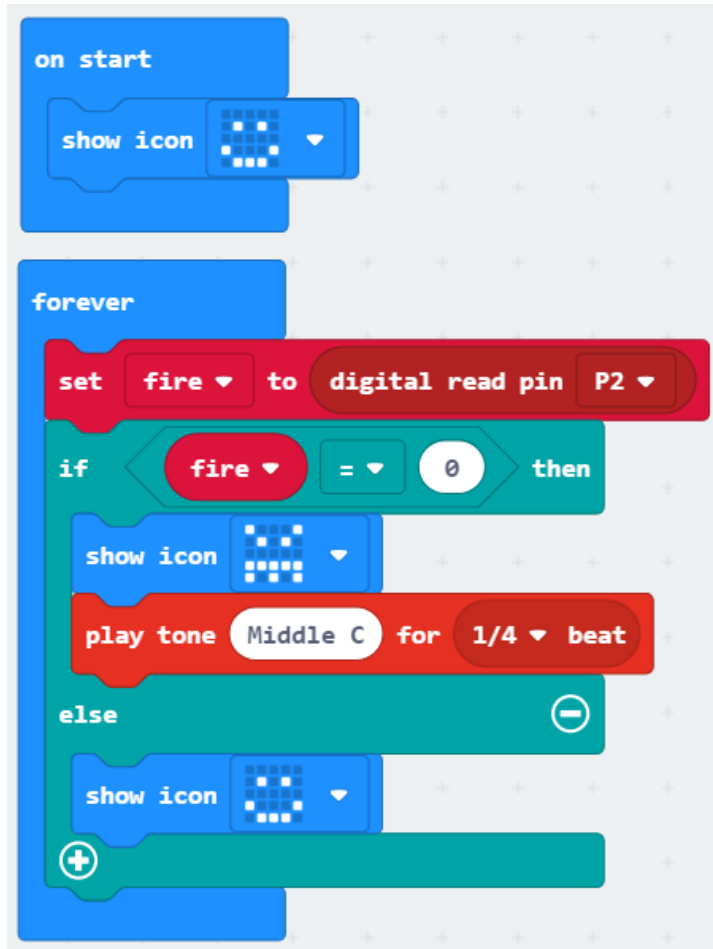 on start
show icon
forever
set fire to digital read pin P2
if fire = 0 then
show icon
play tone Middle C for 1/4 beat
else
show icon